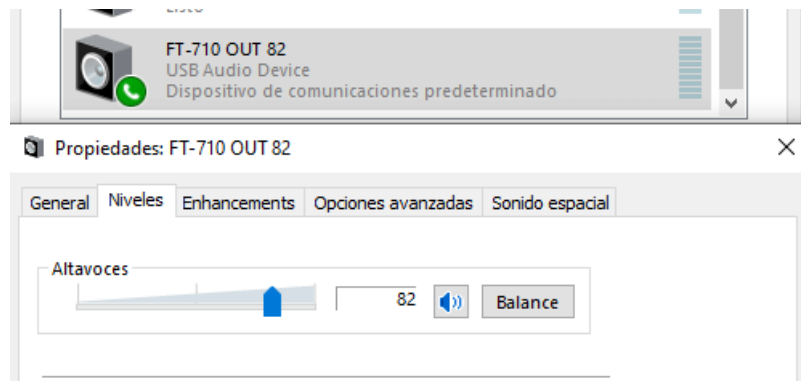 Listo
FT-710 OUT 82
USB Audio Device
Dispositivo de comunicaciones predeterminado
Propiedades: FT-710 OUT 82
General Niveles Enhancements Opciones avanzadas Sonido espacial
Altavoces
82 Balance